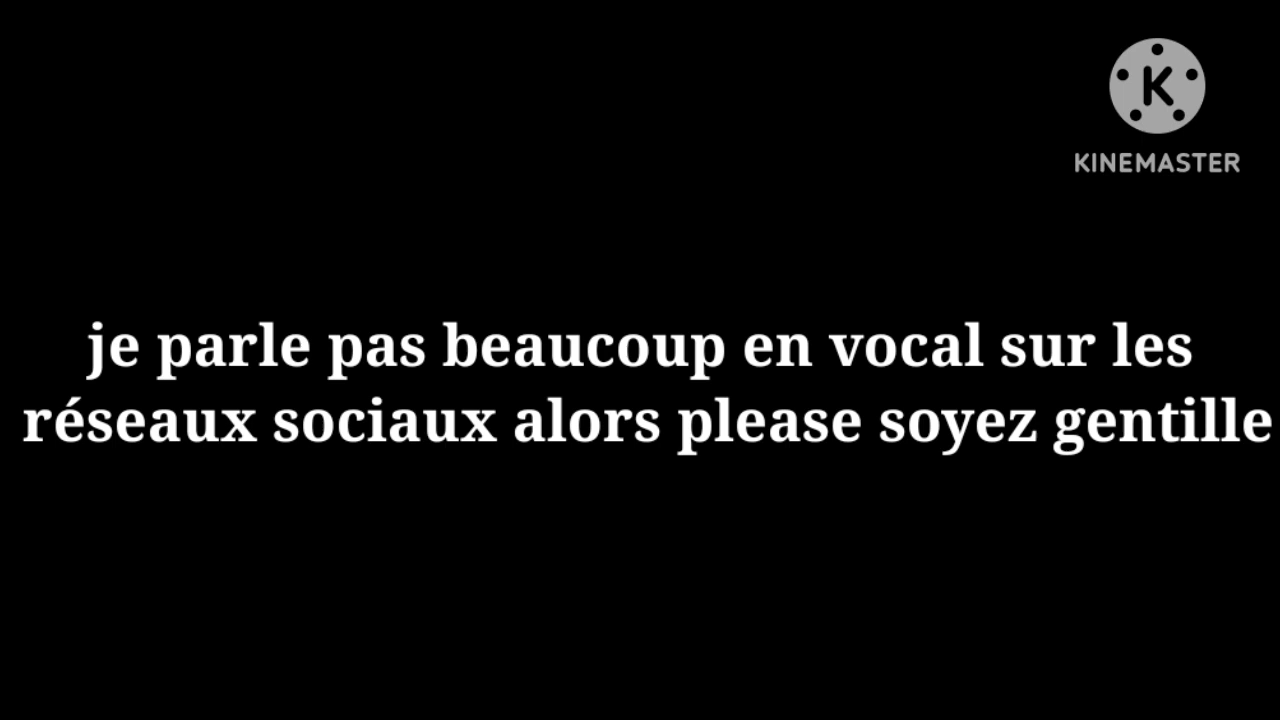 KINEMASTER
je parle pas beaucoup en vocal sur les
réseaux sociaux alors please soyez gentille